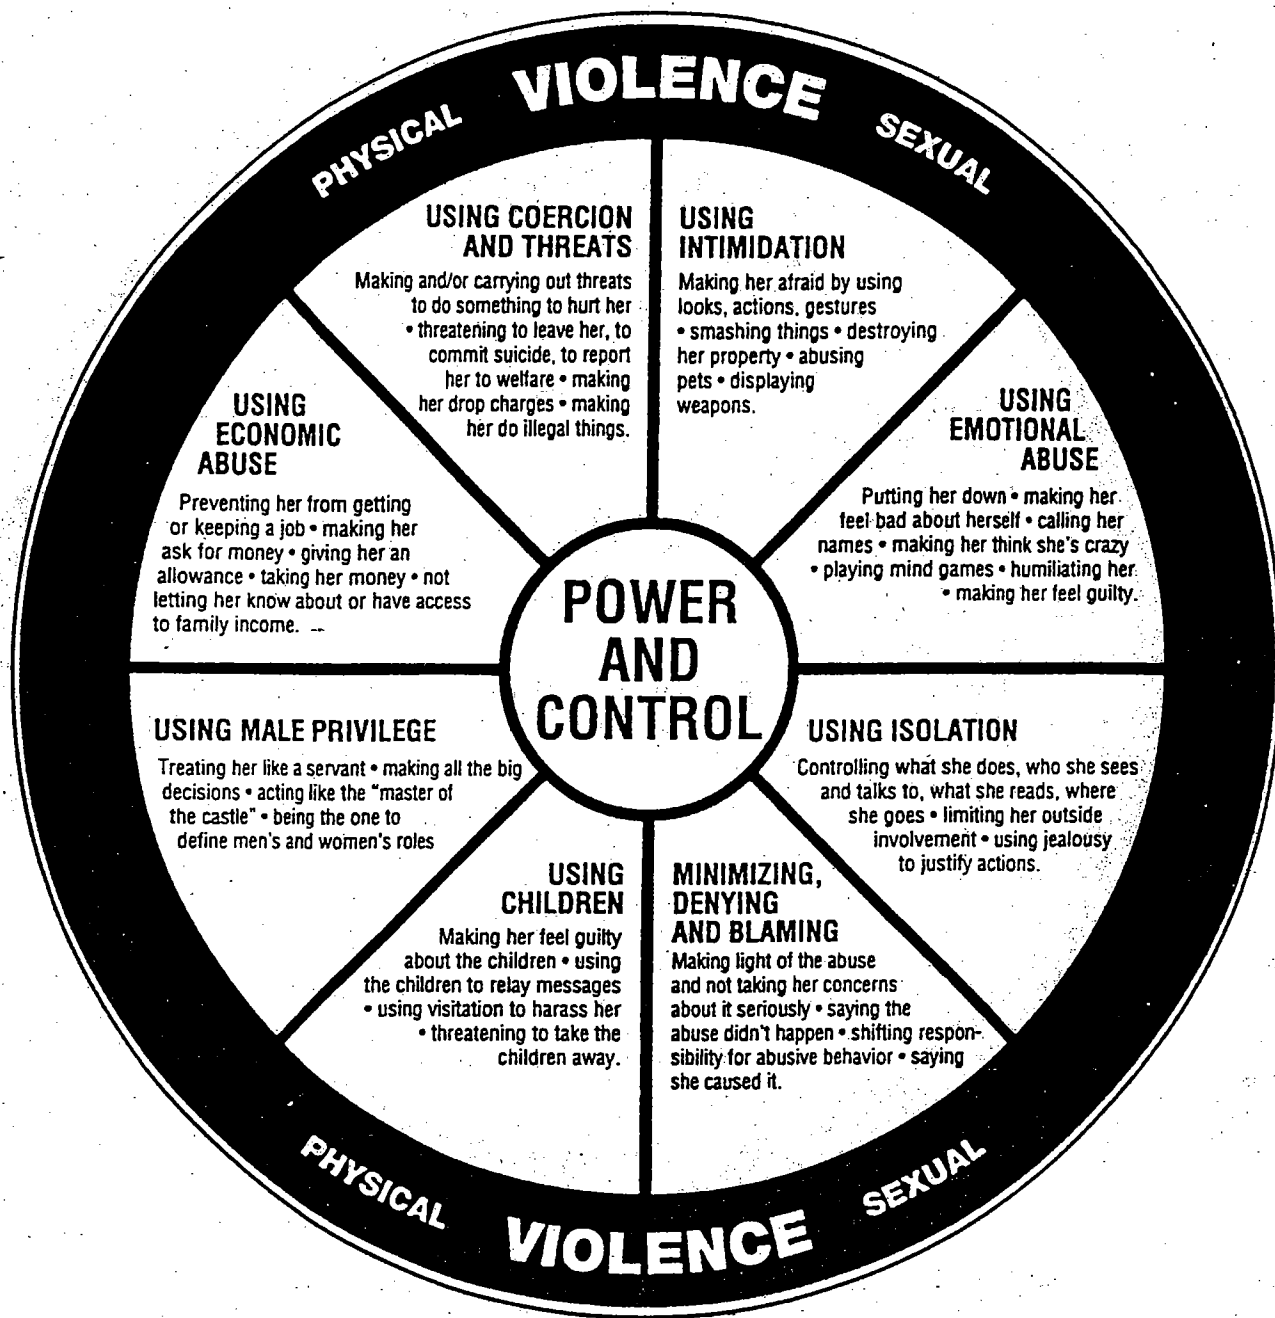 PHYSICAL VIOLENCE SEXUAL
USING COERCION
AND THREATS
Making and/or carrying out threats
to do something to hurt her
• threatening to leave her, to
commit suicide, to report
her to welfare • making
her drop charges • making
her do illegal things.
USING
INTIMIDATION
Making her afraid by using
looks, actions, gestures
• smashing things • destroying
her property • abusing
pets • displaying
weapons.
USING
EMOTIONAL
ABUSE
Putting her down • making her
feel bad about herself • calling her
names • making her think she's crazy
• playing mind games • humiliating her
• making her feel guilty.
USING ISOLATION
Controlling what she does, who she sees
and talks to, what she reads, where
she goes • limiting her outside
involvement • using jealousy
to justify actions.
MINIMIZING,
DENYING
AND BLAMING
Making light of the abuse
and not taking her concerns
about it seriously • saying the
abuse didn't happen • shifting respon-
sibility for abusive behavior • saying
she caused it.
USING
CHILDREN
Making her feel guilty
about the children • using
the children to relay messages
• using visitation to harass her
• threatening to take the
children away.
USING MALE PRIVILEGE
Treating her like a servant • making all the big
decisions • acting like the "master of
the castle" • being the one to
define men's and women's roles
USING
ECONOMIC
ABUSE
Preventing her from getting
or keeping a job • making her
ask for money • giving her an
allowance • taking her money • not
letting her know about or have access
to family income.
POWER
AND
CONTROL
PHYSICAL VIOLENCE SEXUAL